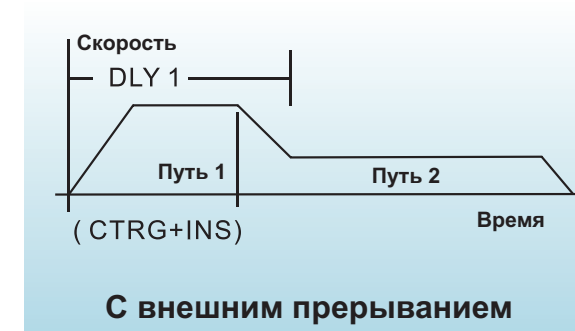 Скорость
DLY 1
Путь 1
Путь 2
(CTRG+INS)
Время
С внешним прерыванием